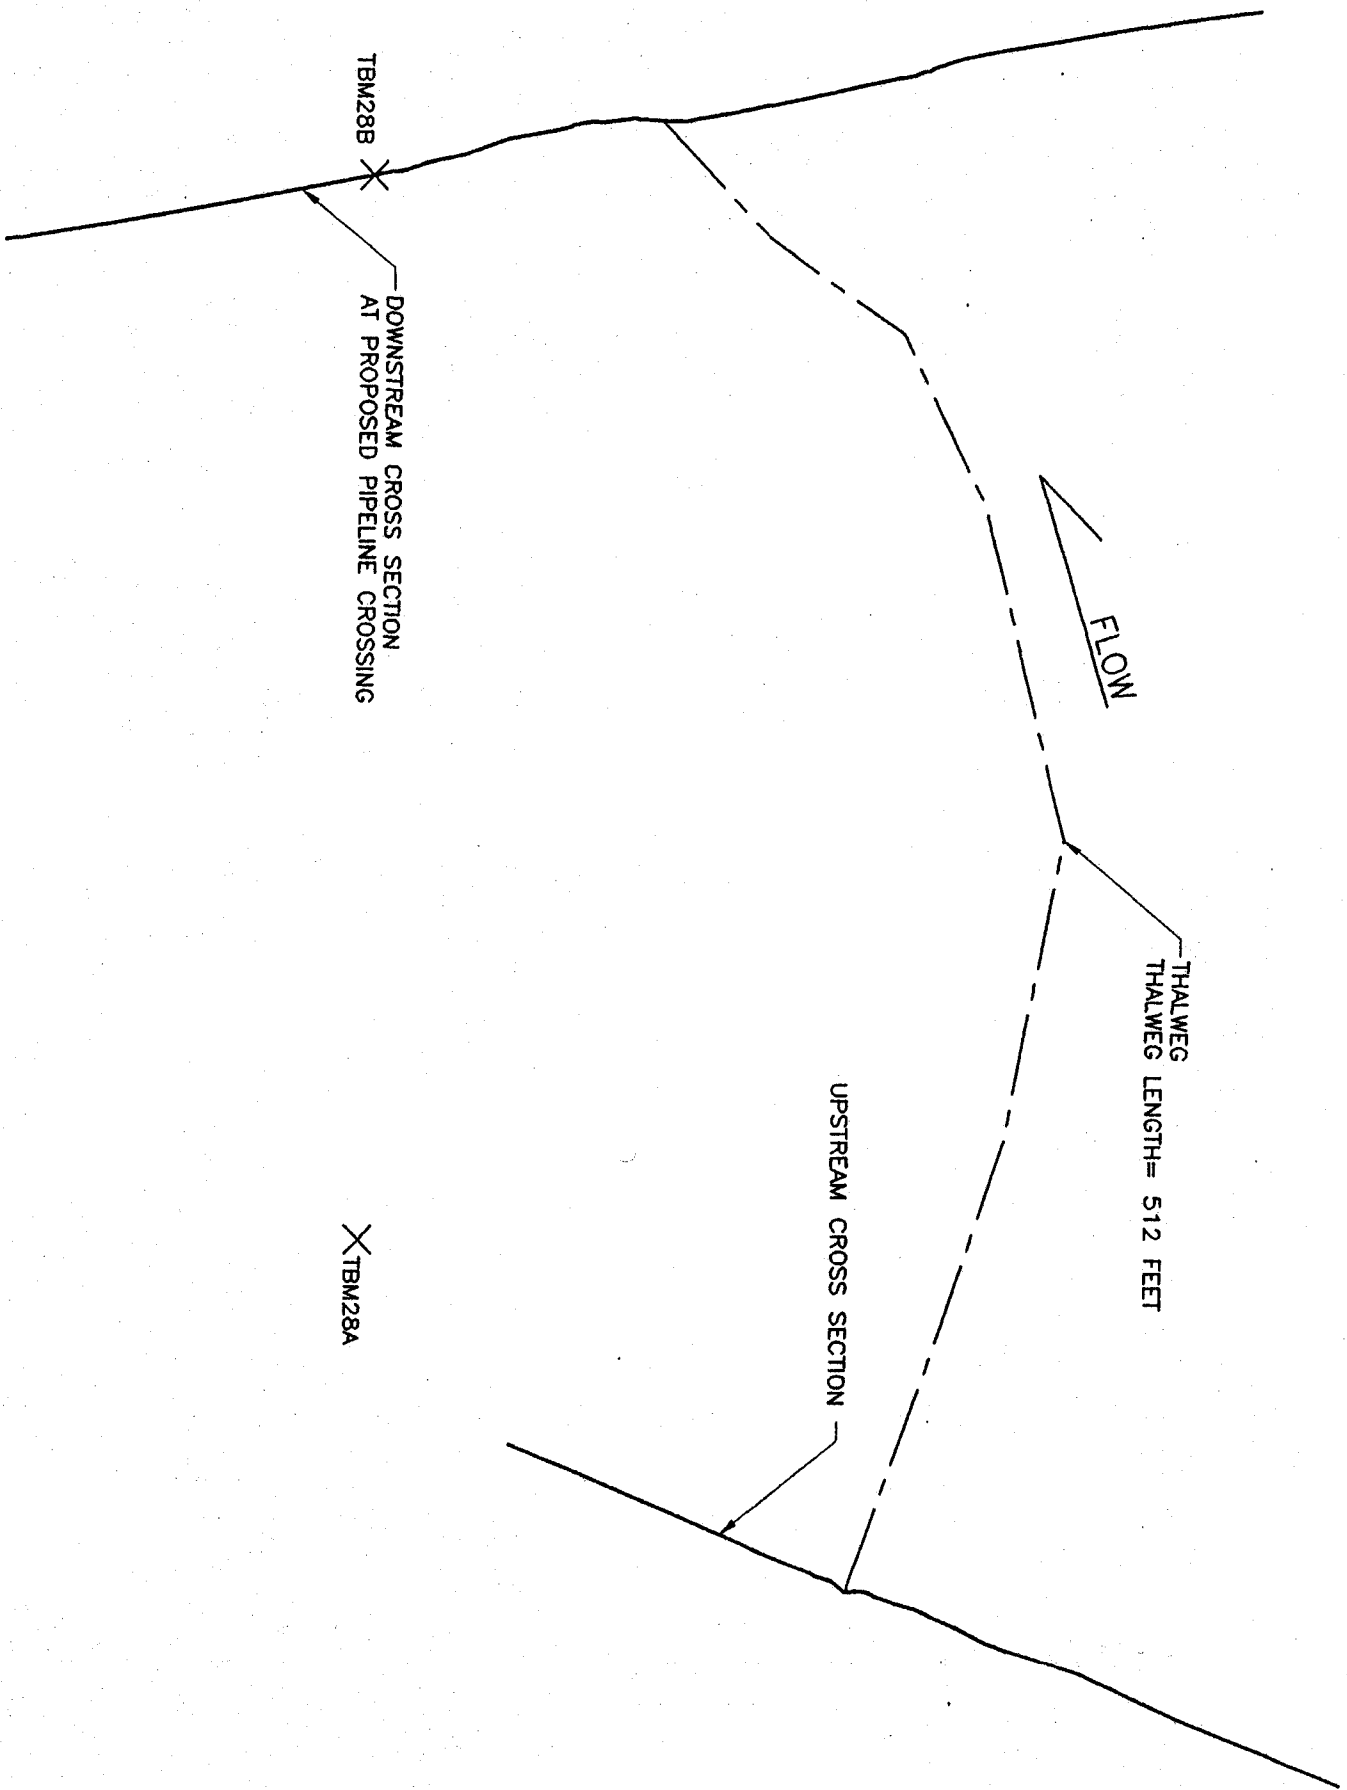 TBM28B
DOWNSTREAM CROSS SECTION
AT PROPOSED PIPELINE CROSSING
FLOW
THALWEG
THALWEG LENGTH= 512 FEET
UPSTREAM CROSS SECTION
TBM28A